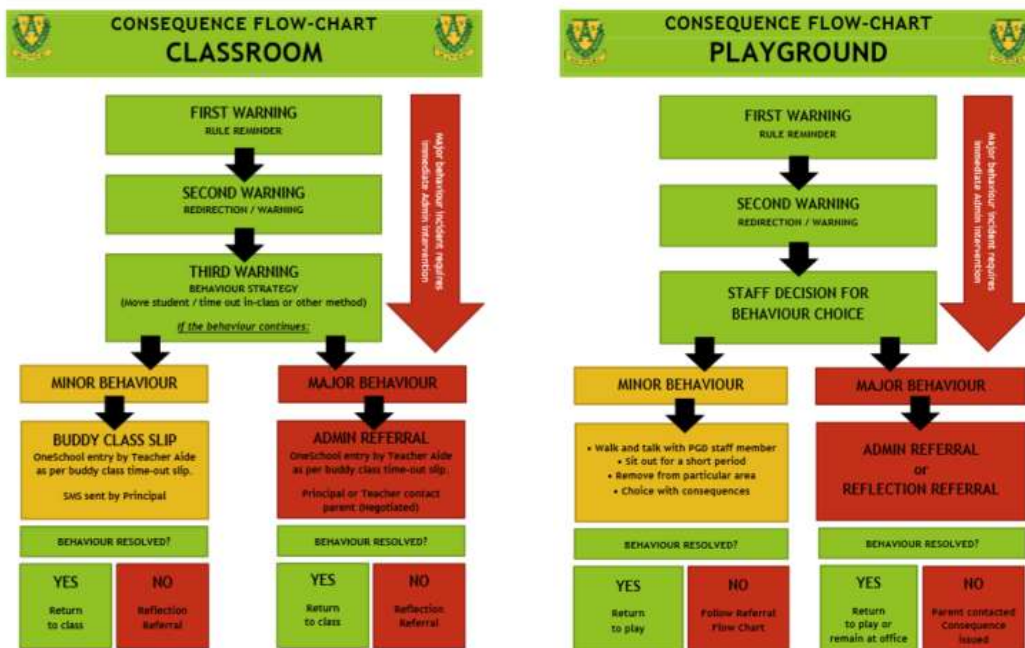 CONSEQUENCE FLOW-CHART
CLASSROOM
FIRST WARNING
RULE REMINDER
SECOND WARNING
REDIRECTION / WARNING
THIRD WARNING
BEHAVIOUR STRATEGY
(Move student / time out in-class or other method)
If the behaviour continues:
Major behaviour incident requires
immediate Admin intervention
MINOR BEHAVIOUR
BUDDY CLASS SLIP
OneSchool entry by Teacher Aide
as per buddy class time-out slip.
SMS sent by Principal
BEHAVIOUR RESOLVED?
YES
Return
to class
NO
Reflection
Referral
MAJOR BEHAVIOUR
ADMIN REFERRAL
OneSchool entry by Teacher Aide
as per buddy class time-out slip.
Principal or Teacher contact
parent (Negotiated)
BEHAVIOUR RESOLVED?
YES
Return
to class
NO
Reflection
Referral
CONSEQUENCE FLOW-CHART
PLAYGROUND
FIRST WARNING
RULE REMINDER
SECOND WARNING
REDIRECTION / WARNING
STAFF DECISION FOR
BEHAVIOUR CHOICE
Major behaviour incident requires
immediate Admin intervention
MINOR BEHAVIOUR
• Walk and talk with PGD staff member
• Sit out for a short period
• Remove from particular area
• Choice with consequences
BEHAVIOUR RESOLVED?
YES
Return
to play
NO
Follow Referral
Flow Chart
MAJOR BEHAVIOUR
ADMIN REFERRAL
or
REFLECTION REFERRAL
BEHAVIOUR RESOLVED?
YES
Return
to play or
remain at office
NO
Parent contacted
Consequence
issued